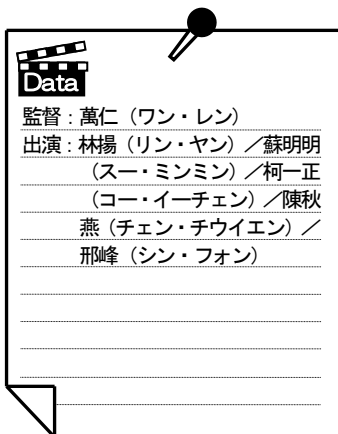 Data
監督：萬仁（ワン・レン）
出演：林揚（リン・ヤン）／蘇明明
（スー・ミンミン）／柯一正
（コー・イーチェン）／陳秋
燕（チェン・チウイエン）／
邢峰（シン・フォン）